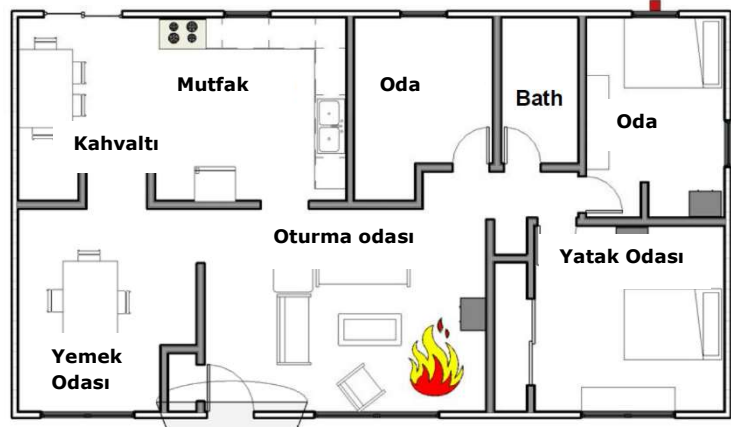 Mutfak
Oda
Bath
Oda
Kahvaltı
Oturma odası
Yatak Odası
Yemek
Odası